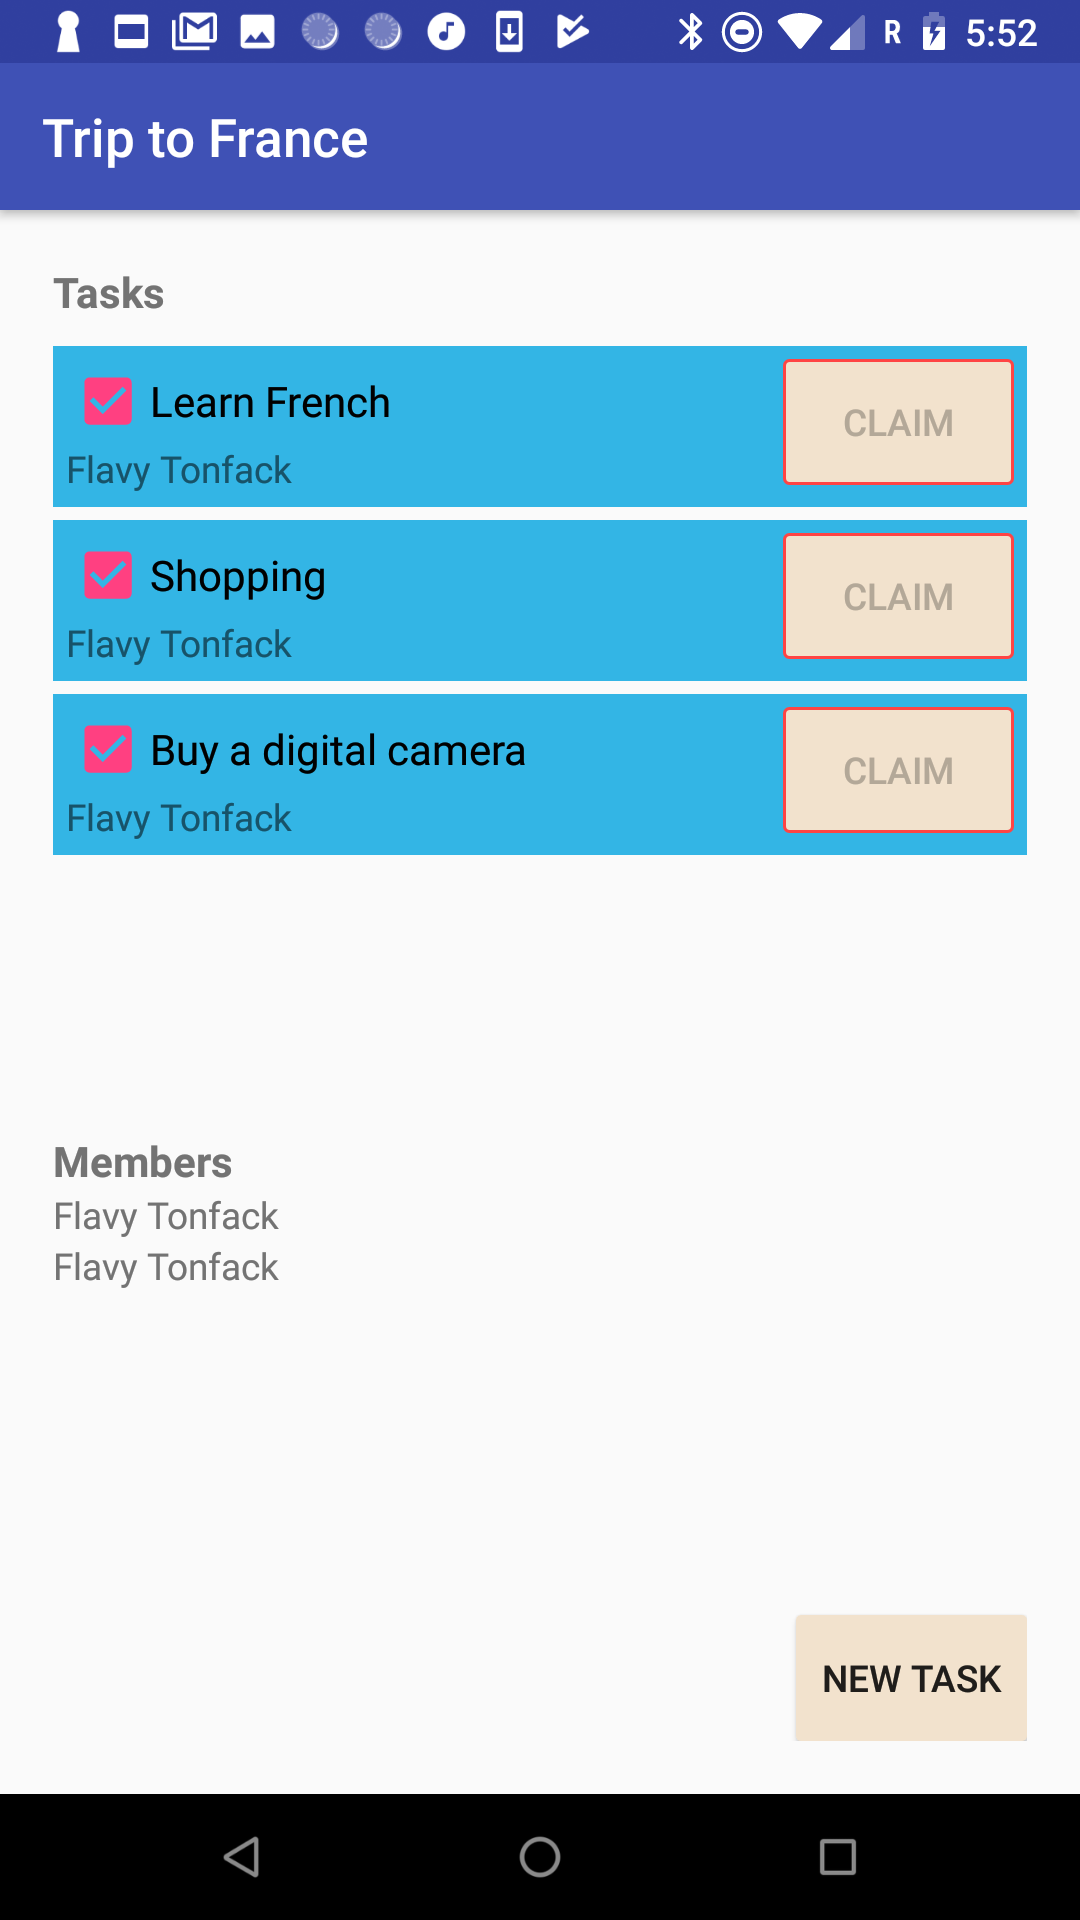 R 5:52
Trip to France
Tasks
Learn French
CLAIM
Flavy Tonfack
Shopping
CLAIM
Flavy Tonfack
Buy a digital camera
CLAIM
Flavy Tonfack
Members
Flavy Tonfack
Flavy Tonfack
NEW TASK